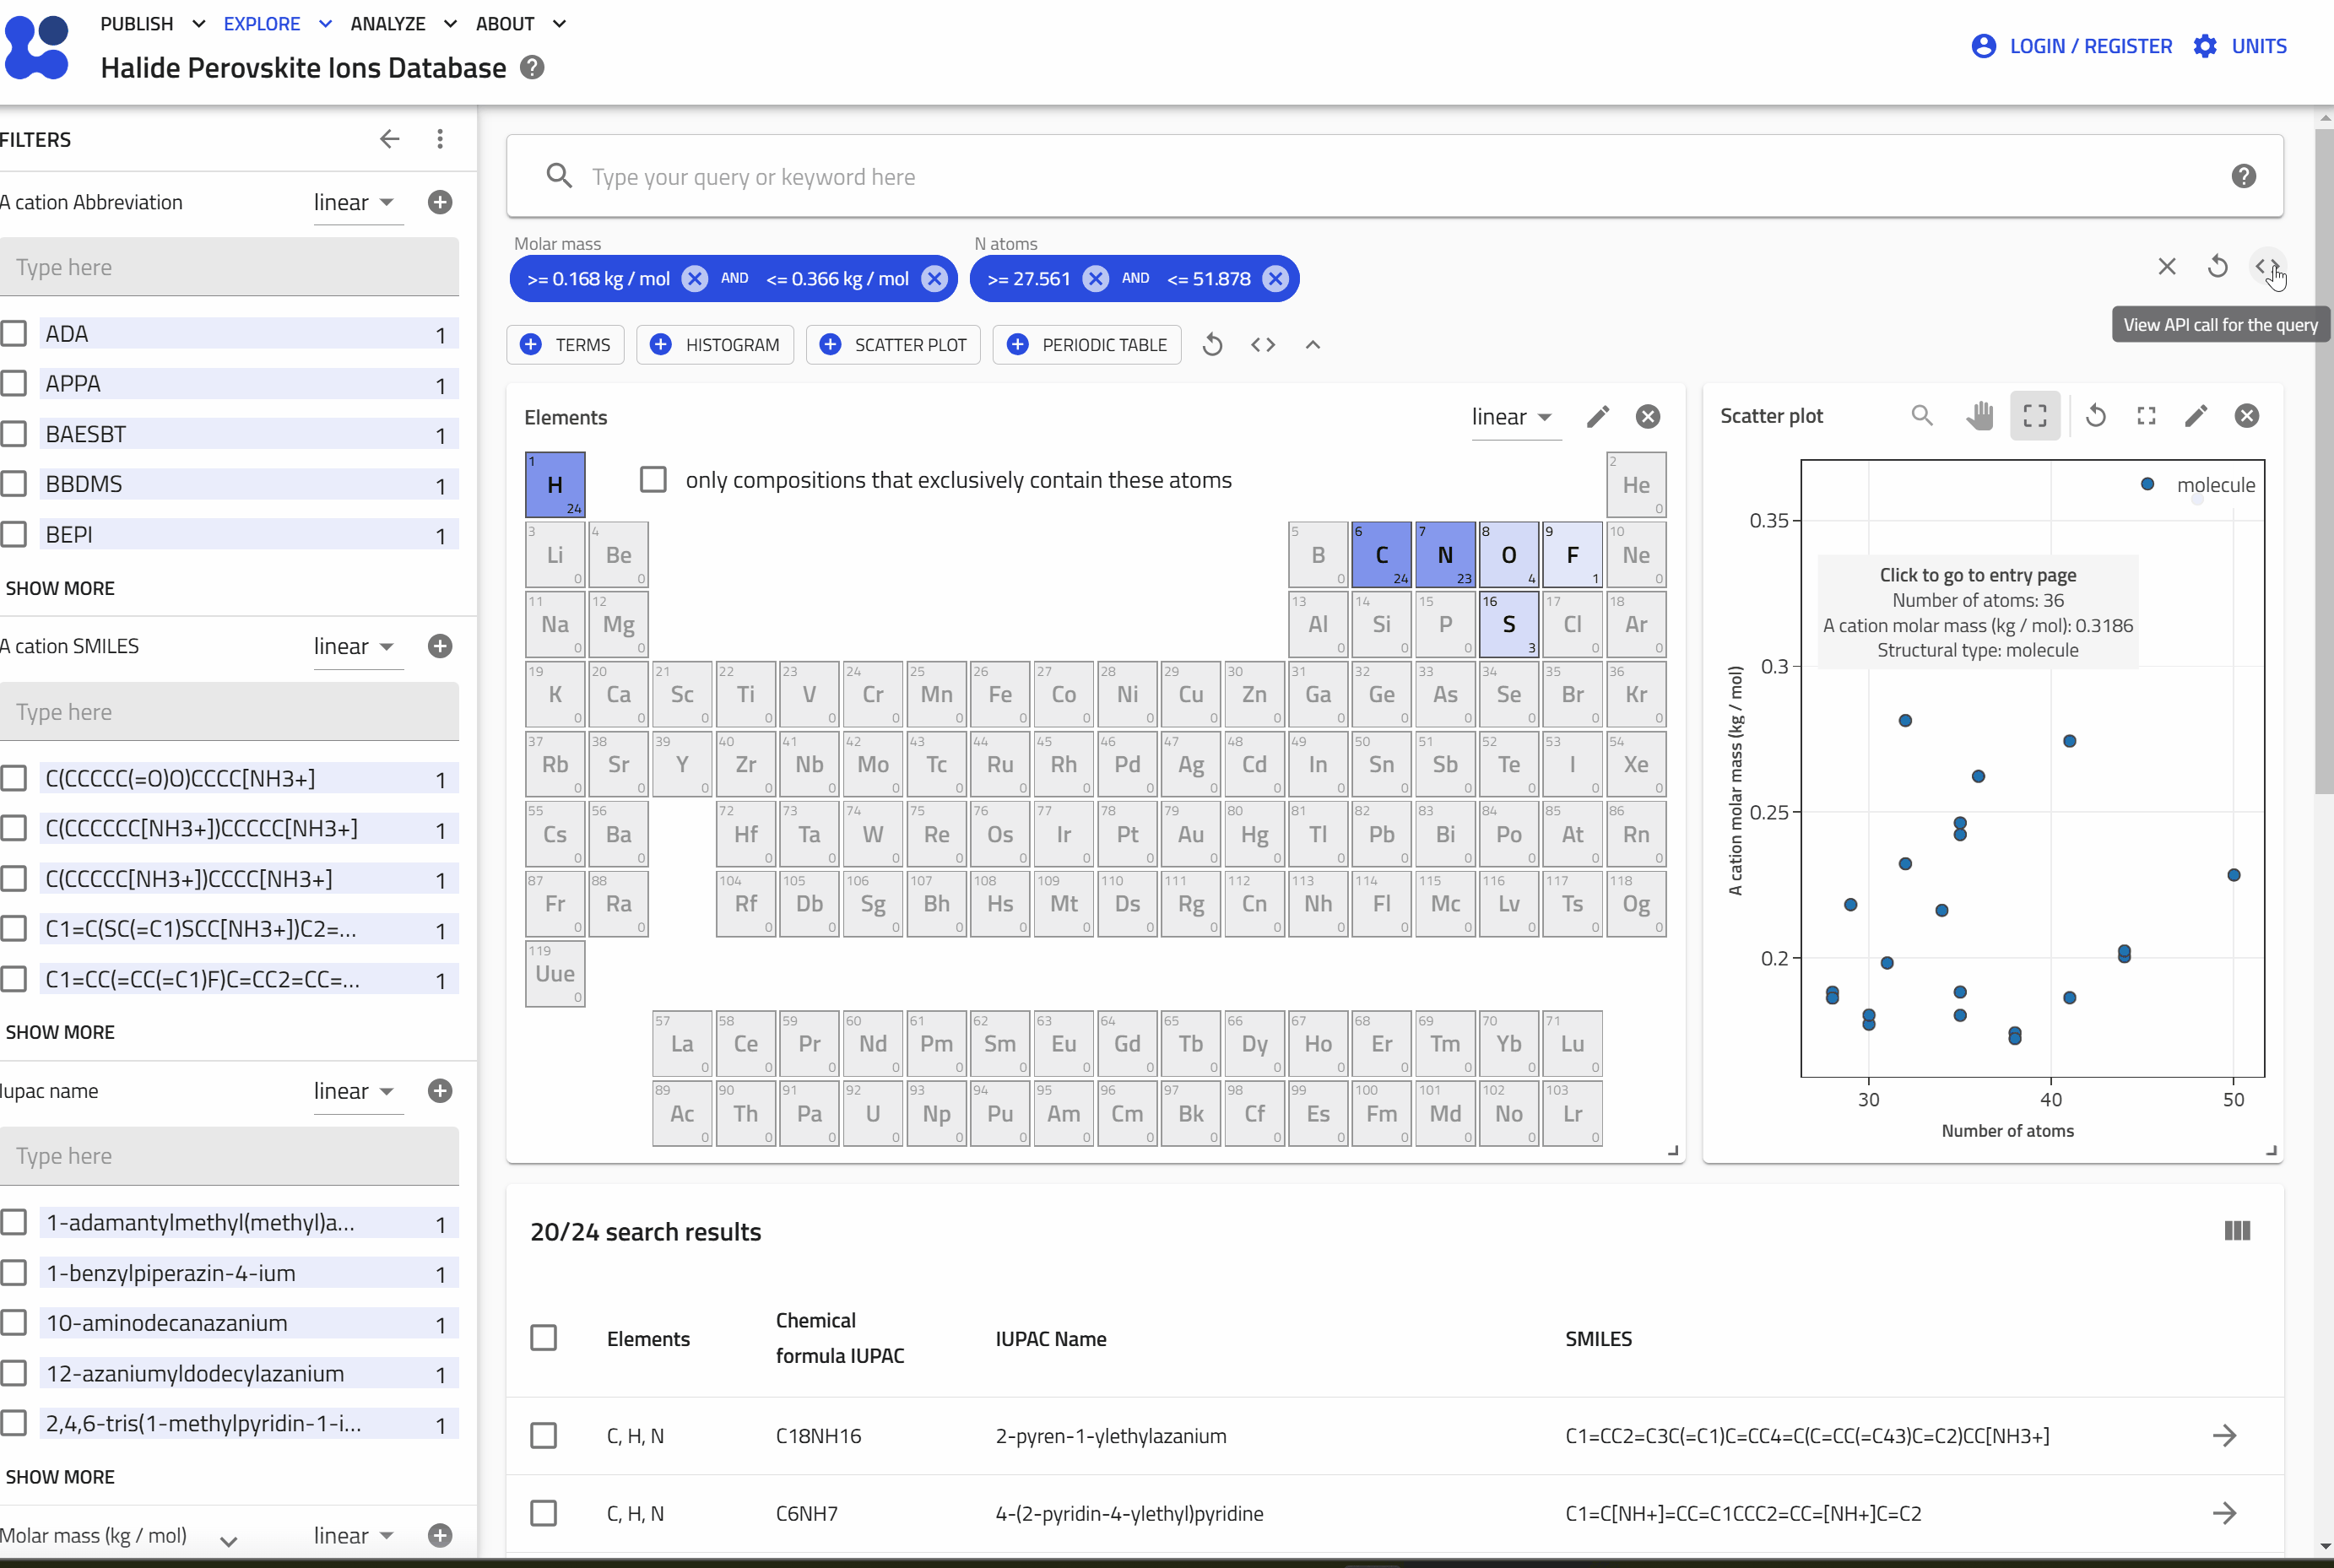 PUBLISH EXPLORE ANALYZE ABOUT
Halide Perovskite Ions Database ?
LOGIN / REGISTER UNITS
FILTERS
A cation Abbreviation linear
Type here
ADA 1
APPA 1
BAESBT 1
BBDMS 1
BEPI 1
SHOW MORE
A cation SMILES linear
Type here
C(CCCCC(=O)O)CCCC[NH3+] 1
C(CCCCCC[NH3+])CCCCC[NH3+] 1
C(CCCCC[NH3+])CCCC[NH3+] 1
C1=C(SC(=C1)SCC[NH3+])C2=... 1
C1=CC(=CC(=C1)F)C=CC2=CC=... 1
SHOW MORE
Iupac name linear
Type here
1-adamantylmethyl(methyl)a... 1
1-benzylpiperazin-4-ium 1
10-aminodecanazanium 1
12-azaniumyldodecylazanium 1
2,4,6-tris(1-methylpyridin-1-i... 1
SHOW MORE
Molar mass (kg / mol) linear
Type your query or keyword here ?
Molar mass N atoms
>= 0.168 kg / mol AND <= 0.366 kg / mol >= 27.561 AND <= 51.878
View API call for the query
TERMS HISTOGRAM SCATTER PLOT PERIODIC TABLE
Elements linear
only compositions that exclusively contain these atoms
1 H 24 2 He 0
3 Li 0 4 Be 0 5 B 0 6 C 24 7 N 23 8 O 4 9 F 1 10 Ne 0
11 Na 0 12 Mg 0 13 Al 0 14 Si 0 15 P 0 16 S 3 17 Cl 0 18 Ar 0
19 K 0 20 Ca 0 21 Sc 0 22 Ti 0 23 V 0 24 Cr 0 25 Mn 0 26 Fe 0 27 Co 0 28 Ni 0 29 Cu 0 30 Zn 0 31 Ga 0 32 Ge 0 33 As 0 34 Se 0 35 Br 0 36 Kr 0
37 Rb 0 38 Sr 0 39 Y 0 40 Zr 0 41 Nb 0 42 Mo 0 43 Tc 0 44 Ru 0 45 Rh 0 46 Pd 0 47 Ag 0 48 Cd 0 49 In 0 50 Sn 0 51 Sb 0 52 Te 0 53 I 0 54 Xe 0
55 Cs 0 56 Ba 0 72 Hf 0 73 Ta 0 74 W 0 75 Re 0 76 Os 0 77 Ir 0 78 Pt 0 79 Au 0 80 Hg 0 81 Tl 0 82 Pb 0 83 Bi 0 84 Po 0 85 At 0 86 Rn 0
87 Fr 0 88 Ra 0 104 Rf 0 105 Db 0 106 Sg 0 107 Bh 0 108 Hs 0 109 Mt 0 110 Ds 0 111 Rg 0 112 Cn 0 113 Nh 0 114 Fl 0 115 Mc 0 116 Lv 0 117 Ts 0 118 Og 0
119 Uue 0
57 La 0 58 Ce 0 59 Pr 0 60 Nd 0 61 Pm 0 62 Sm 0 63 Eu 0 64 Gd 0 65 Tb 0 66 Dy 0 67 Ho 0 68 Er 0 69 Tm 0 70 Yb 0 71 Lu 0
89 Ac 0 90 Th 0 91 Pa 0 92 U 0 93 Np 0 94 Pu 0 95 Am 0 96 Cm 0 97 Bk 0 98 Cf 0 99 Es 0 100 Fm 0 101 Md 0 102 No 0 103 Lr 0
Scatter plot
molecule
0.35
Click to go to entry page
Number of atoms: 36
A cation molar mass (kg / mol): 0.3186
Structural type: molecule
0.3
0.25
0.2
A cation molar mass (kg / mol)
30 40 50
Number of atoms
20/24 search results
Elements Chemical formula IUPAC IUPAC Name SMILES
C, H, N C18NH16 2-pyren-1-ylethylazanium C1=CC2=C3C(=C1)C=CC4=C(C=CC(=C43)C=C2)CC[NH3+]
C, H, N C6NH7 4-(2-pyridin-4-ylethyl)pyridine C1=C[NH+]=CC=C1CCC2=CC=[NH+]C=C2